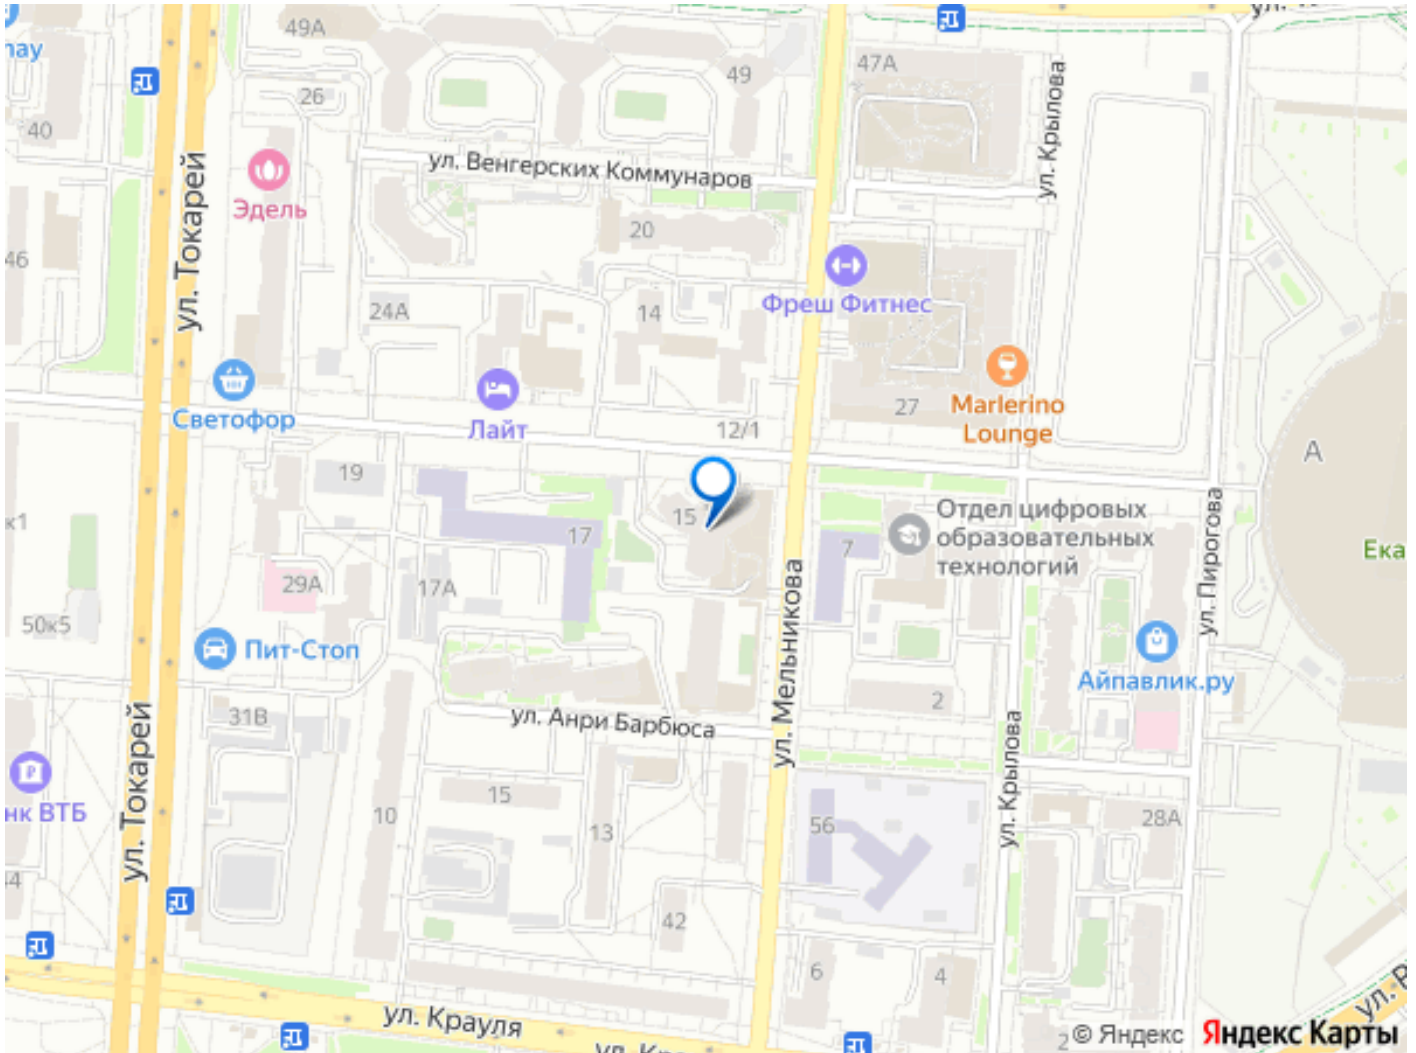 49А
49
47А
26
40
ул. Крылова
ул. Венгерских Коммунаров
ул. Токарей
Эдель
20
46
Фреш Фитнес
24А
14
Светофор
Лайт
12/1
27
Marlerino
Lounge
А
19
15
17
7
Отдел цифровых
образовательных
технологий
ул. Пирогова
Ека
29А
17А
50к5
Пит-Стоп
ул. Мельникова
Айпавлик.ру
2
31В
ул. Анри Барбюса
ул. Токарей
ул. Крылова
нк ВТБ
10
15
13
56
28А
42
6
4
ул. Крауля
2
© Яндекс
Яндекс Карты